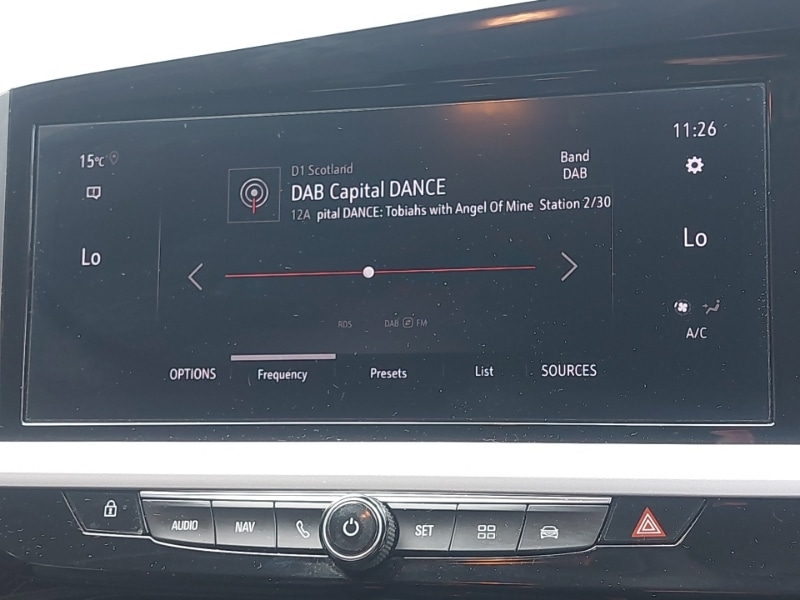 11:26
15°C
D1 Scotland
Band
DAB Capital DANCE
DAB
12A pital DANCE: Tobiahs with Angel Of Mine Station 2/30
Lo
Lo
RDS DAB FM
A/C
OPTIONS Frequency Presets List SOURCES
AUDIO NAV SET